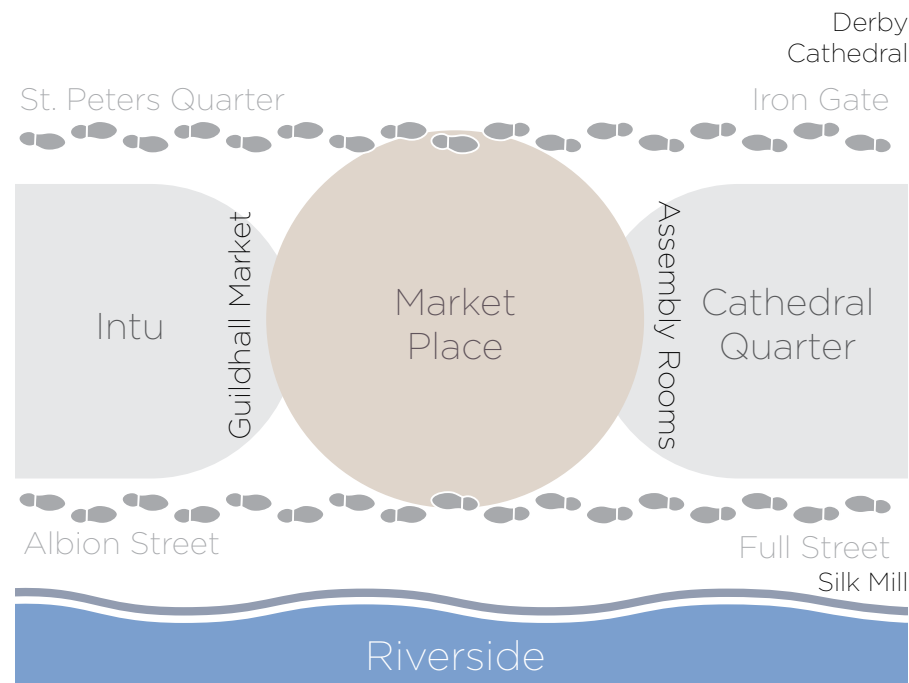 Derby
Cathedral
St. Peters Quarter
Iron Gate
Guildhall Market
Assembly Rooms
Intu
Market
Place
Cathedral
Quarter
Albion Street
Full Street
Silk Mill
Riverside